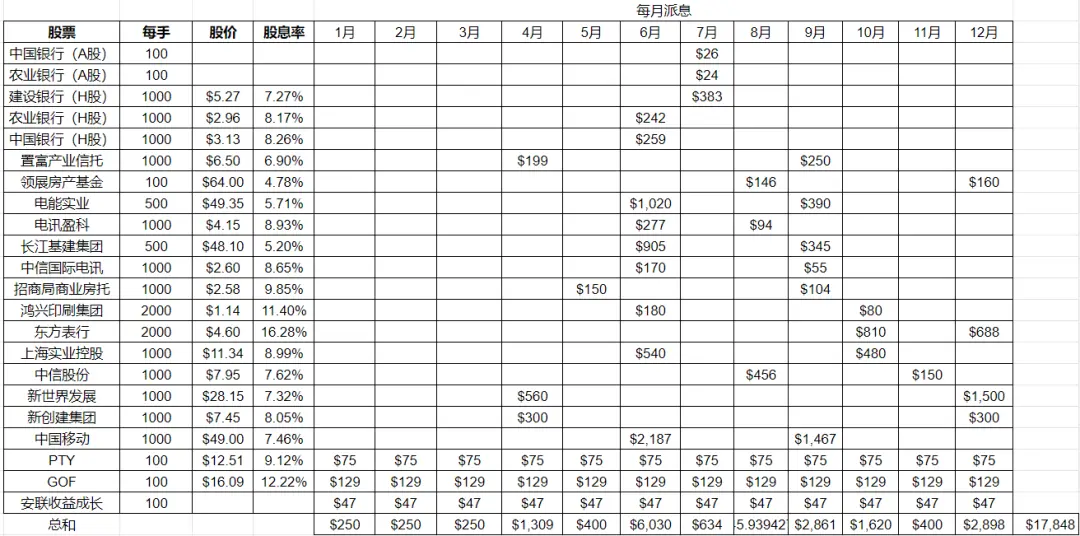 每月派息
股票 每手 股价 股息率 1月 2月 3月 4月 5月 6月 7月 8月 9月 10月 11月 12月
中国银行（A股） 100 $26
农业银行（A股） 100 $24
建设银行（H股） 1000 $5.27 7.27% $383
农业银行（H股） 1000 $2.96 8.17% $242
中国银行（H股） 1000 $3.13 8.26% $259
置富产业信托 1000 $6.50 6.90% $199 $250
领展房产基金 100 $64.00 4.78% $146 $160
电能实业 500 $49.35 5.71% $1,020 $390
电讯盈科 1000 $4.15 8.93% $277 $94
长江基建集团 500 $48.10 5.20% $905 $345
中信国际电讯 1000 $2.60 8.65% $170 $55
招商局商业房托 1000 $2.58 9.85% $150 $104
鸿兴印刷集团 2000 $1.14 11.40% $180 $80
东方表行 2000 $4.60 16.28% $810 $688
上海实业控股 1000 $11.34 8.99% $540 $480
中信股份 1000 $7.95 7.62% $456 $150
新世界发展 1000 $28.15 7.32% $560 $1,500
新创建集团 1000 $7.45 8.05% $300 $300
中国移动 1000 $49.00 7.46% $2,187 $1,467
PTY 100 $12.51 9.12% $75 $75 $75 $75 $75 $75 $75 $75 $75 $75 $75 $75
GOF 100 $16.09 12.22% $129 $129 $129 $129 $129 $129 $129 $129 $129 $129 $129 $129
安联收益成长 100 $47 $47 $47 $47 $47 $47 $47 $47 $47 $47 $47 $47
总和 $250 $250 $250 $1,309 $400 $6,030 $634 5.93942 $2,861 $1,620 $400 $2,898 $17,848